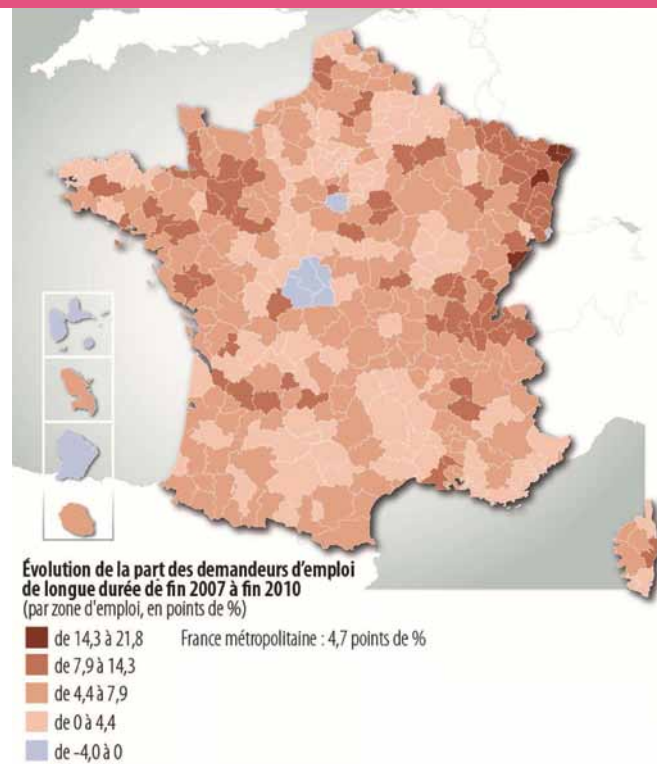 Évolution de la part des demandeurs d’emploi
de longue durée de fin 2007 à fin 2010
(par zone d'emploi, en points de %)
de 14,3 à 21,8 France métropolitaine : 4,7 points de %
de 7,9 à 14,3
de 4,4 à 7,9
de 0 à 4,4
de -4,0 à 0